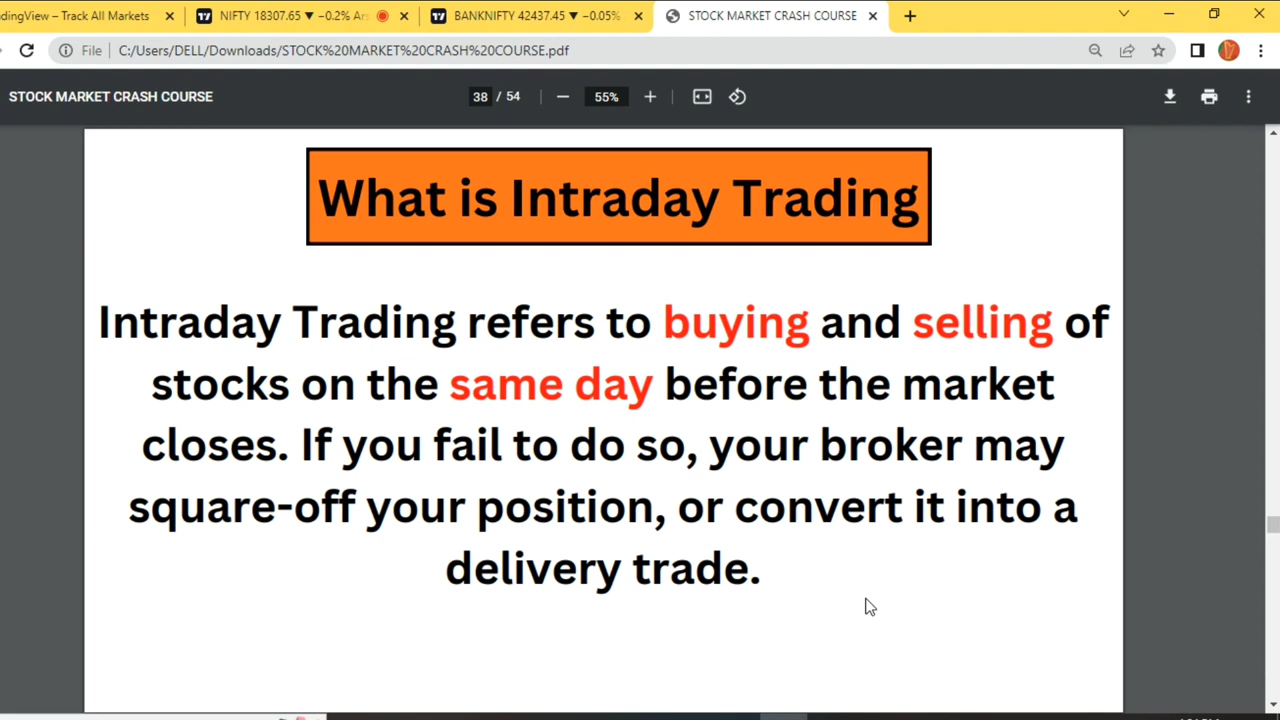 ndingView – Track All Markets
NIFTY 18307.65 ▼ −0.2%
BANKNIFTY 42437.45 ▼ −0.05%
STOCK MARKET CRASH COURSE
File
C:/Users/DELL/Downloads/STOCK%20MARKET%20CRASH%20COURSE.pdf
STOCK MARKET CRASH COURSE
38 / 54
55%
What is Intraday Trading
Intraday Trading refers to buying and selling of
stocks on the same day before the market
closes. If you fail to do so, your broker may
square-off your position, or convert it into a
delivery trade.